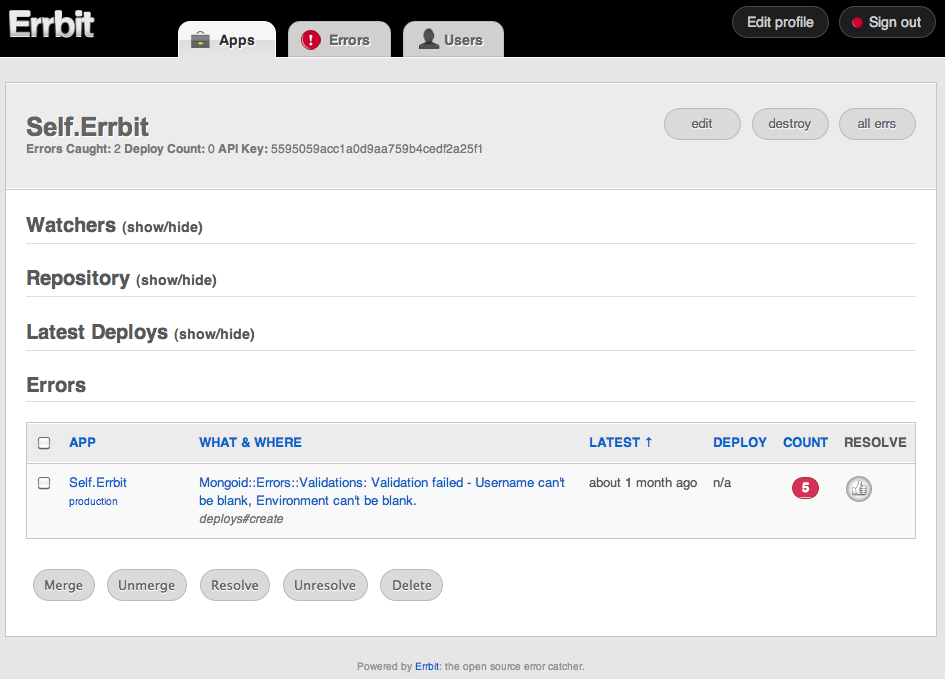 Errbit
Apps
Errors
Users
Edit profile
Sign out
Self.Errbit
Errors Caught: 2 Deploy Count: 0 API Key: 5595059acc1a0d9aa759b4cedf2a25f1
edit
destroy
all errs
Watchers (show/hide)
Repository (show/hide)
Latest Deploys (show/hide)
Errors
APP WHAT & WHERE LATEST ↑ DEPLOY COUNT RESOLVE
Self.Errbit Mongoid::Errors::Validations: Validation failed - Username can't about 1 month ago n/a 5
production be blank, Environment can't be blank.
deploys#create
Merge Unmerge Resolve Unresolve Delete
Powered by Errbit: the open source error catcher.